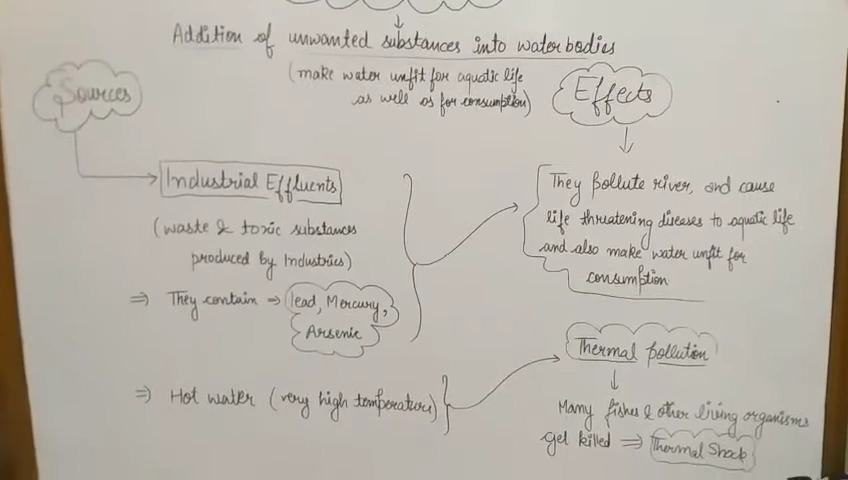 Addition of unwanted substances into waterbodies
(make water unfit for aquatic life
as well as for consumption)
Sources
Effects
Industrial Effluents
(waste & toxic substances
produced by Industries)
⇒ They contain ⇒ lead, Mercury,
Arsenic
They pollute river, and cause
life threatening diseases to aquatic life
and also make water unfit for
consumption
⇒ Hot water (very high temperature)
Thermal pollution
Many fishes & other living organisms
get killed ⇒ Thermal Shock